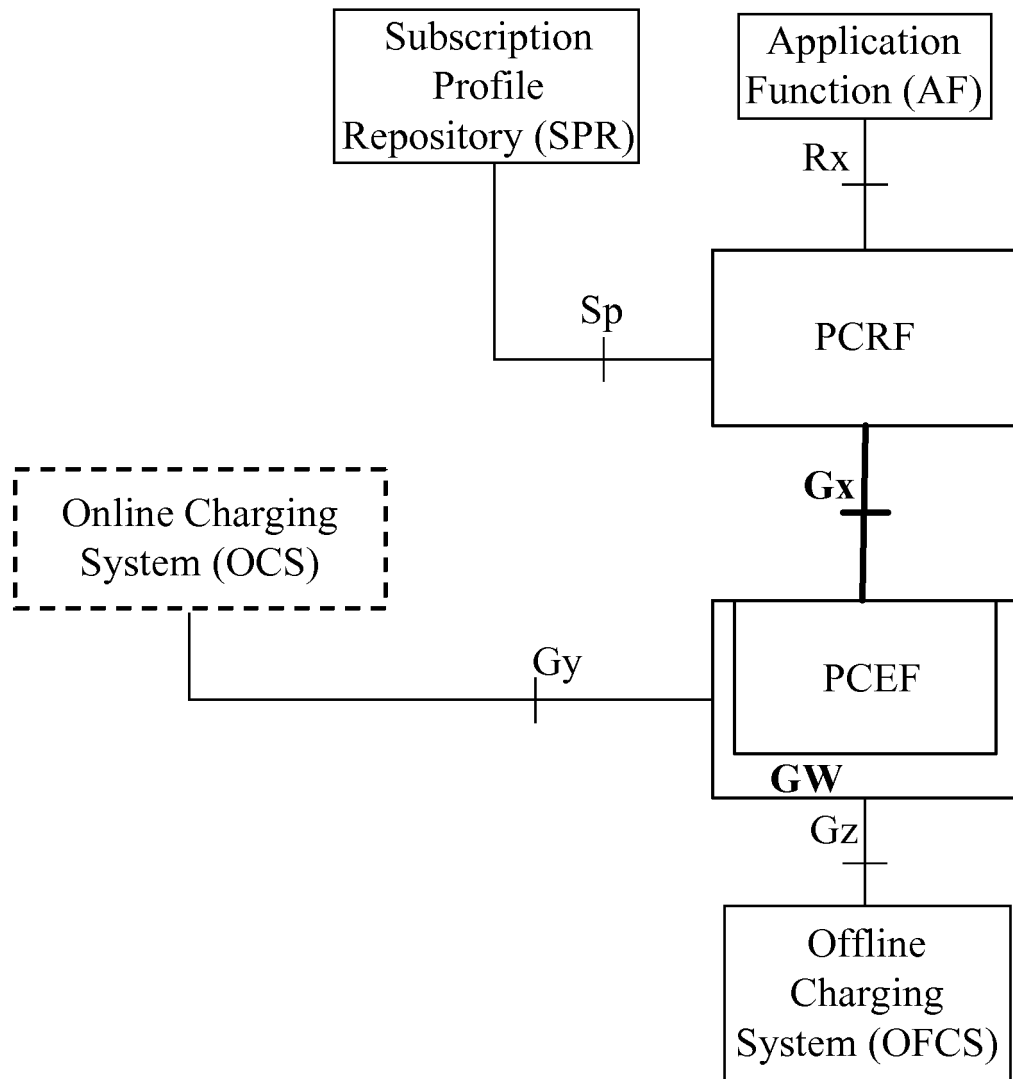 Subscription
Profile
Repository (SPR)
Application
Function (AF)
Rx
Sp
PCRF
Gx
Online Charging
System (OCS)
Gy
PCEF
GW
Gz
Offline
Charging
System (OFCS)